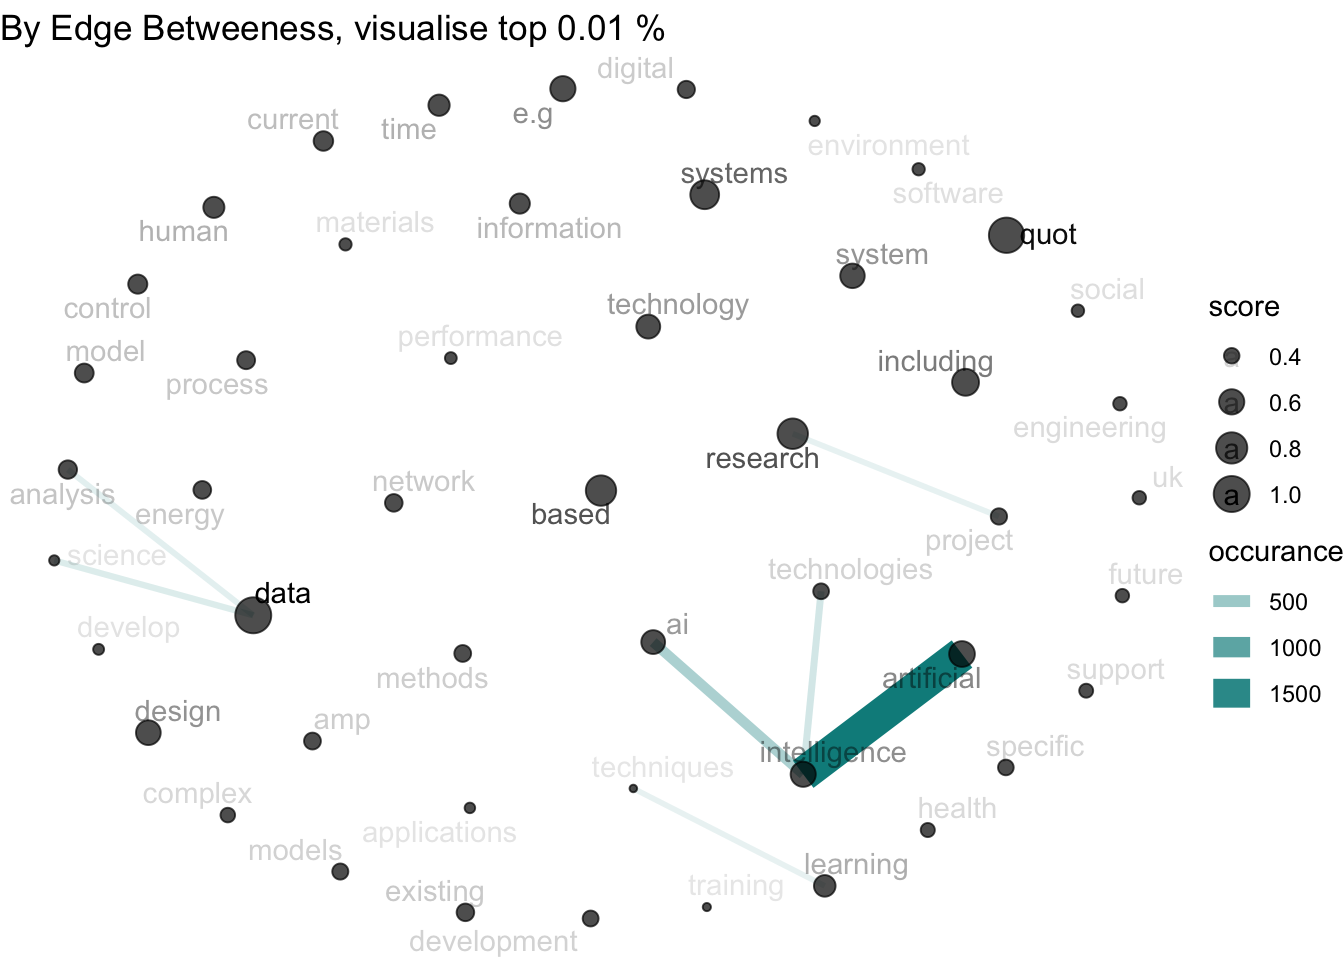 By Edge Betweeness, visualise top 0.01 %
digital
current
time
e.g
environment
systems
software
human
materials
information
quot
system
control
technology
social
model
performance
process
including
engineering
research
analysis
network
uk
energy
based
project
science
technologies
future
data
develop
ai
methods
artificial
support
design
amp
intelligence
specific
techniques
complex
applications
health
models
learning
existing
training
development
score
a 0.4
a 0.6
a 0.8
a 1.0
occurance
500
1000
1500